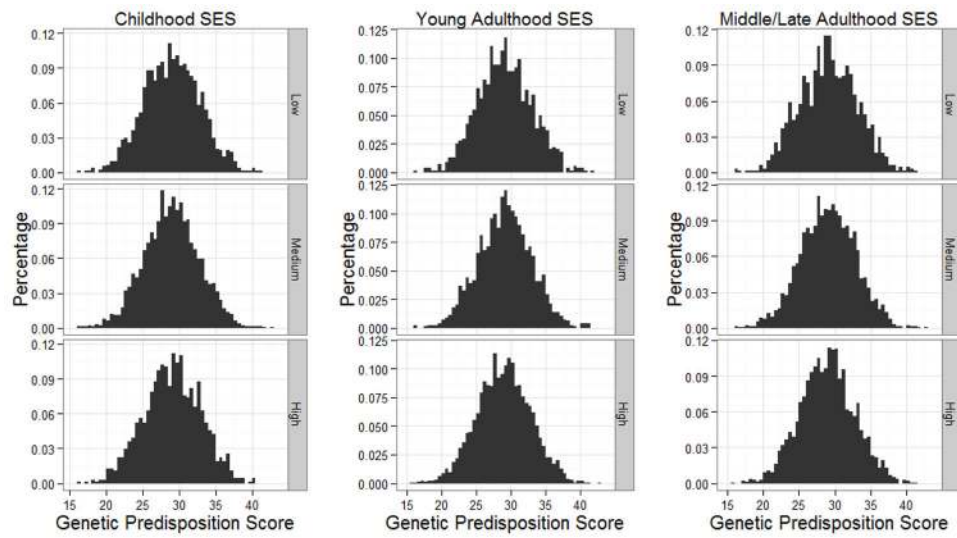 Childhood SES
Young Adulthood SES
Middle/Late Adulthood SES
Percentage
0.12
0.09
0.06
0.03
0.00
Low
0.12
0.09
0.06
0.03
0.00
Medium
0.12
0.09
0.06
0.03
0.00
High
15 20 25 30 35 40
Genetic Predisposition Score
Percentage
0.125
0.100
0.075
0.050
0.025
0.000
Low
0.125
0.100
0.075
0.050
0.025
0.000
Medium
0.125
0.100
0.075
0.050
0.025
0.000
High
15 20 25 30 35 40
Genetic Predisposition Score
Percentage
0.12
0.09
0.06
0.03
0.00
Low
0.12
0.09
0.06
0.03
0.00
Medium
0.12
0.09
0.06
0.03
0.00
High
15 20 25 30 35 40
Genetic Predisposition Score